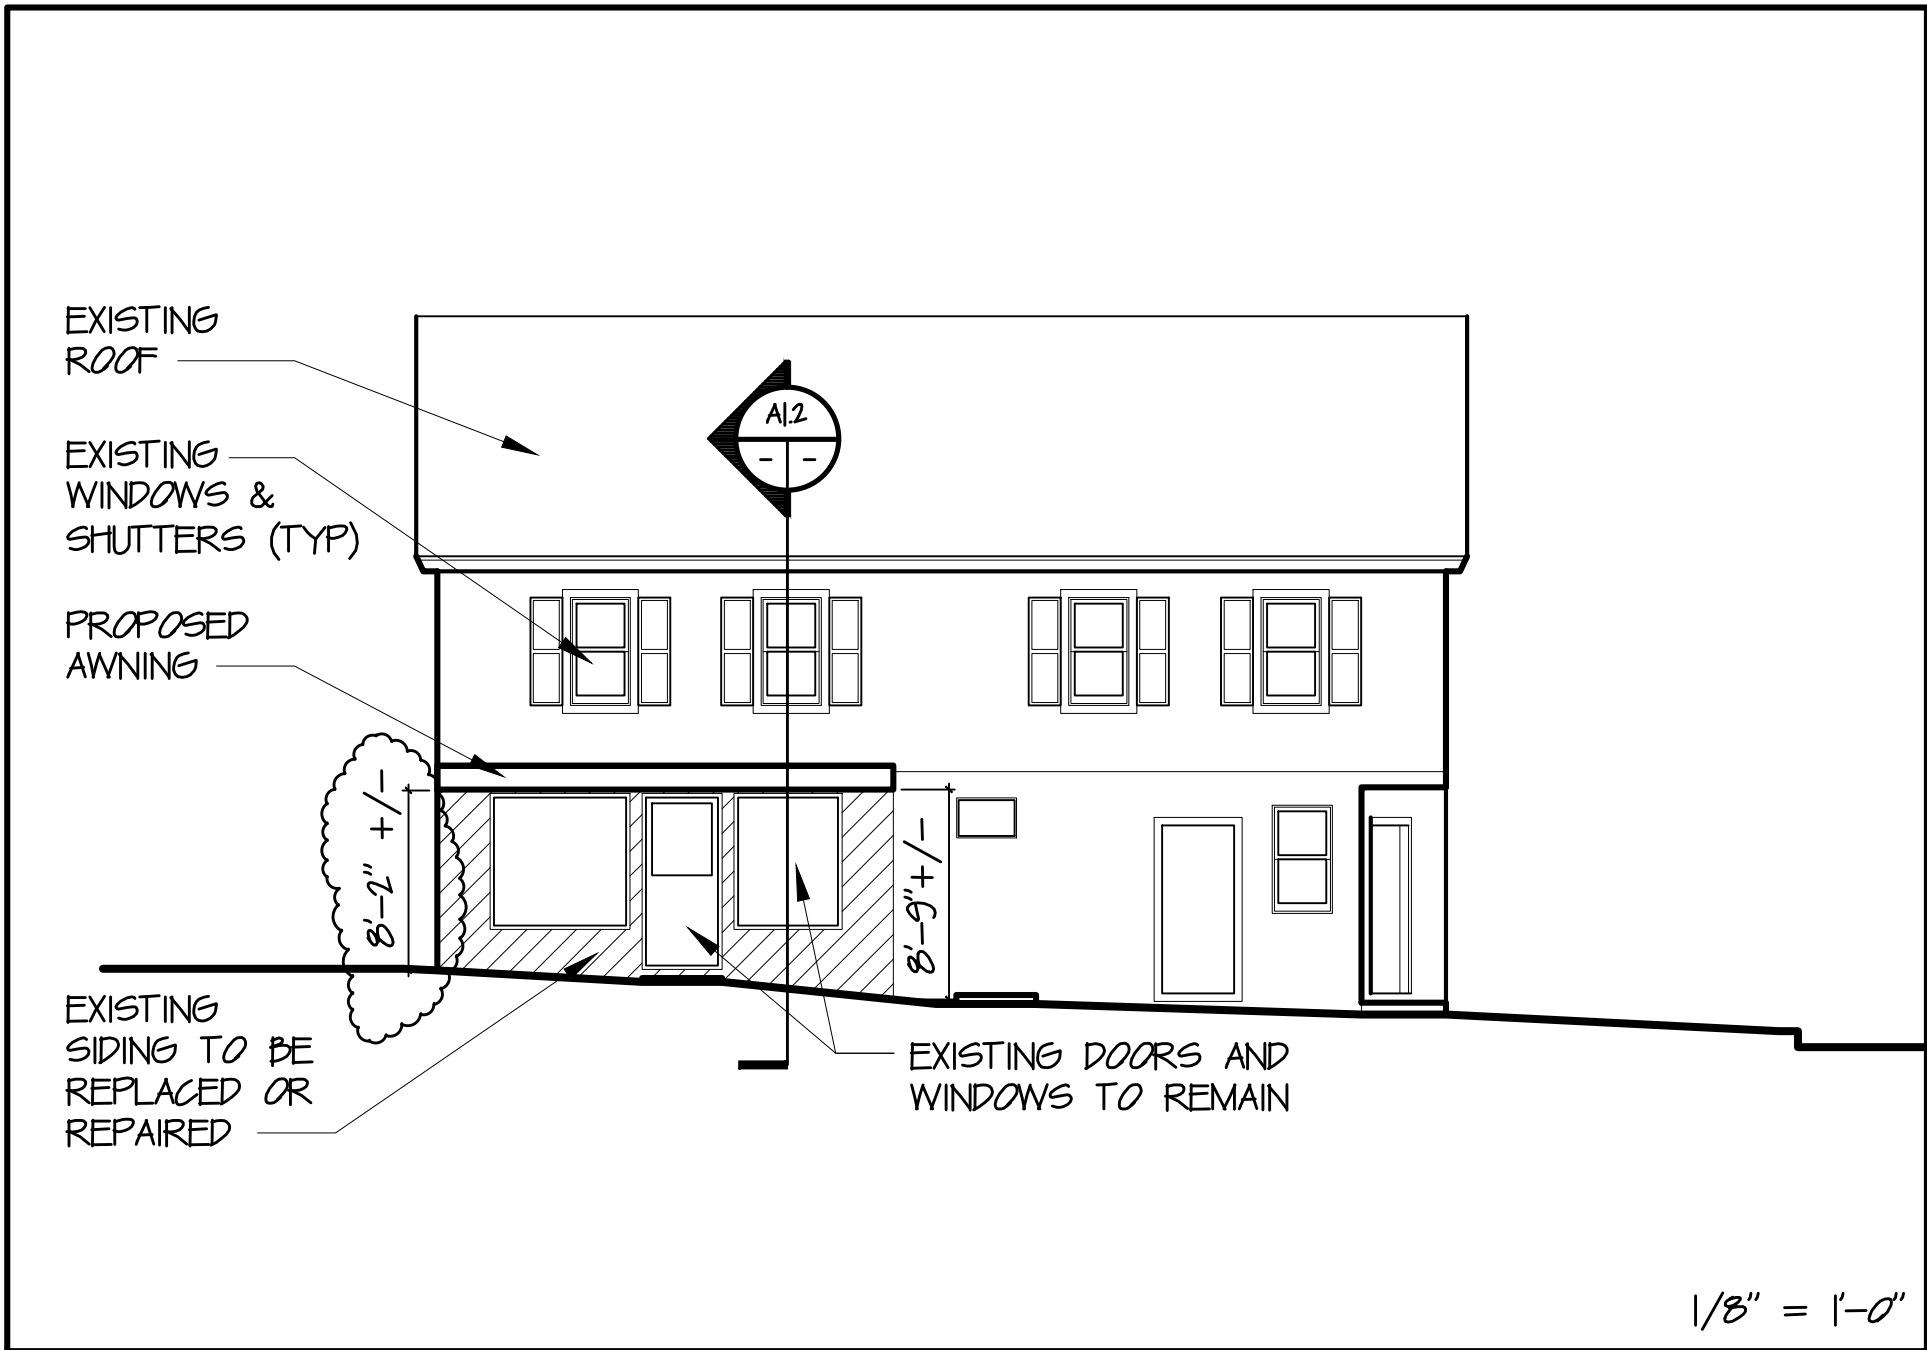 EXISTING
ROOF
A1.2
- -
EXISTING
WINDOWS &
SHUTTERS (TYP)
PROPOSED
AWNING
8'-2" +/-
8'-9"+/-
EXISTING
SIDING TO BE
REPLACED OR
REPAIRED
EXISTING DOORS AND
WINDOWS TO REMAIN
1/8" = 1'-0"